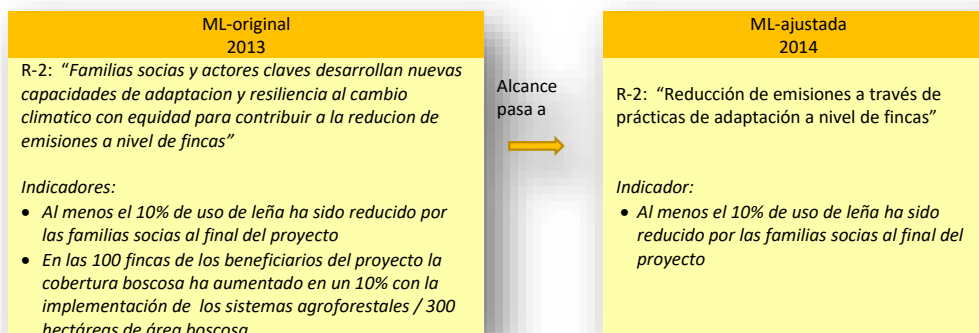 ML-original
2013
R-2: “Familias socias y actores claves desarrollan nuevas
capacidades de adaptacion y resiliencia al cambio
climatico con equidad para contribuir a la reducion de
emisiones a nivel de fincas”
Indicadores:
• Al menos el 10% de uso de leña ha sido reducido por
las familias socias al final del proyecto
• En las 100 fincas de los beneficiarios del proyecto la
cobertura boscosa ha aumentado en un 10% con la
implementación de los sistemas agroforestales / 300
hectáreas de área boscosa
Alcance
pasa a
ML-ajustada
2014
R-2: “Reducción de emisiones a través de
prácticas de adaptación a nivel de fincas”
Indicador:
• Al menos el 10% de uso de leña ha sido
reducido por las familias socias al final del
proyecto